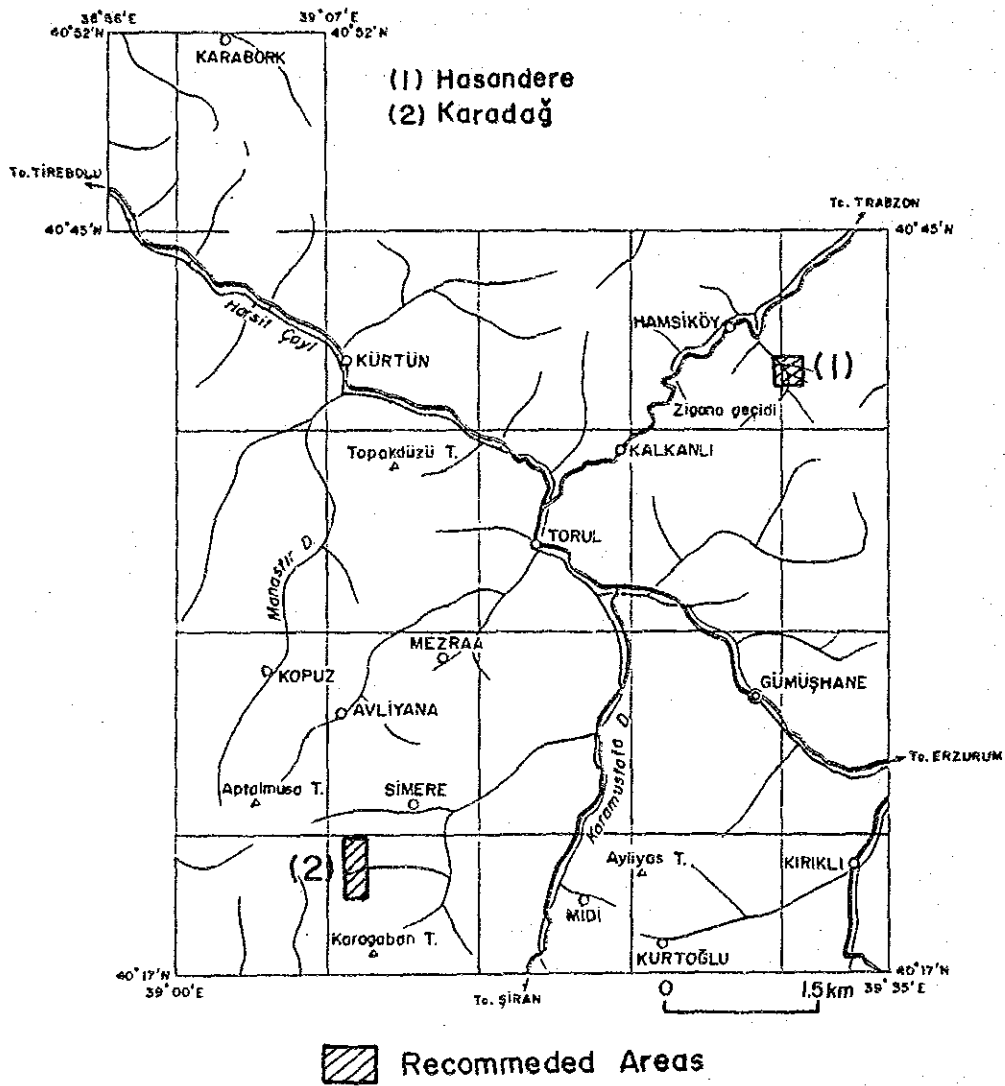 38°56'E
39°07'E
40°52'N
40°52'N
KARABÖRK
(1) Hasandere
(2) Karadağ
To. TİREBOLU
To. TRABZON
40°45'N
40°45'N
Harşit Çayı
HAMSİKÖY
KÜRTÜN
(1)
Zigana geçidi
Topakdüzü T.
KALKANLI
TORUL
Manastır D.
MEZRAA
KOPUZ
GÜMÜŞHANE
AVLİYANA
Karamustafa D.
To. ERZURUM
Aptalmusa T.
SİMERE
(2)
Ayliyas T.
KIRIKLI
MIDI
Karagaban T.
KURTOĞLU
40°17'N
40°17'N
39°00'E
To. ŞİRAN
0
1.5km
39°35'E
Recommeded Areas